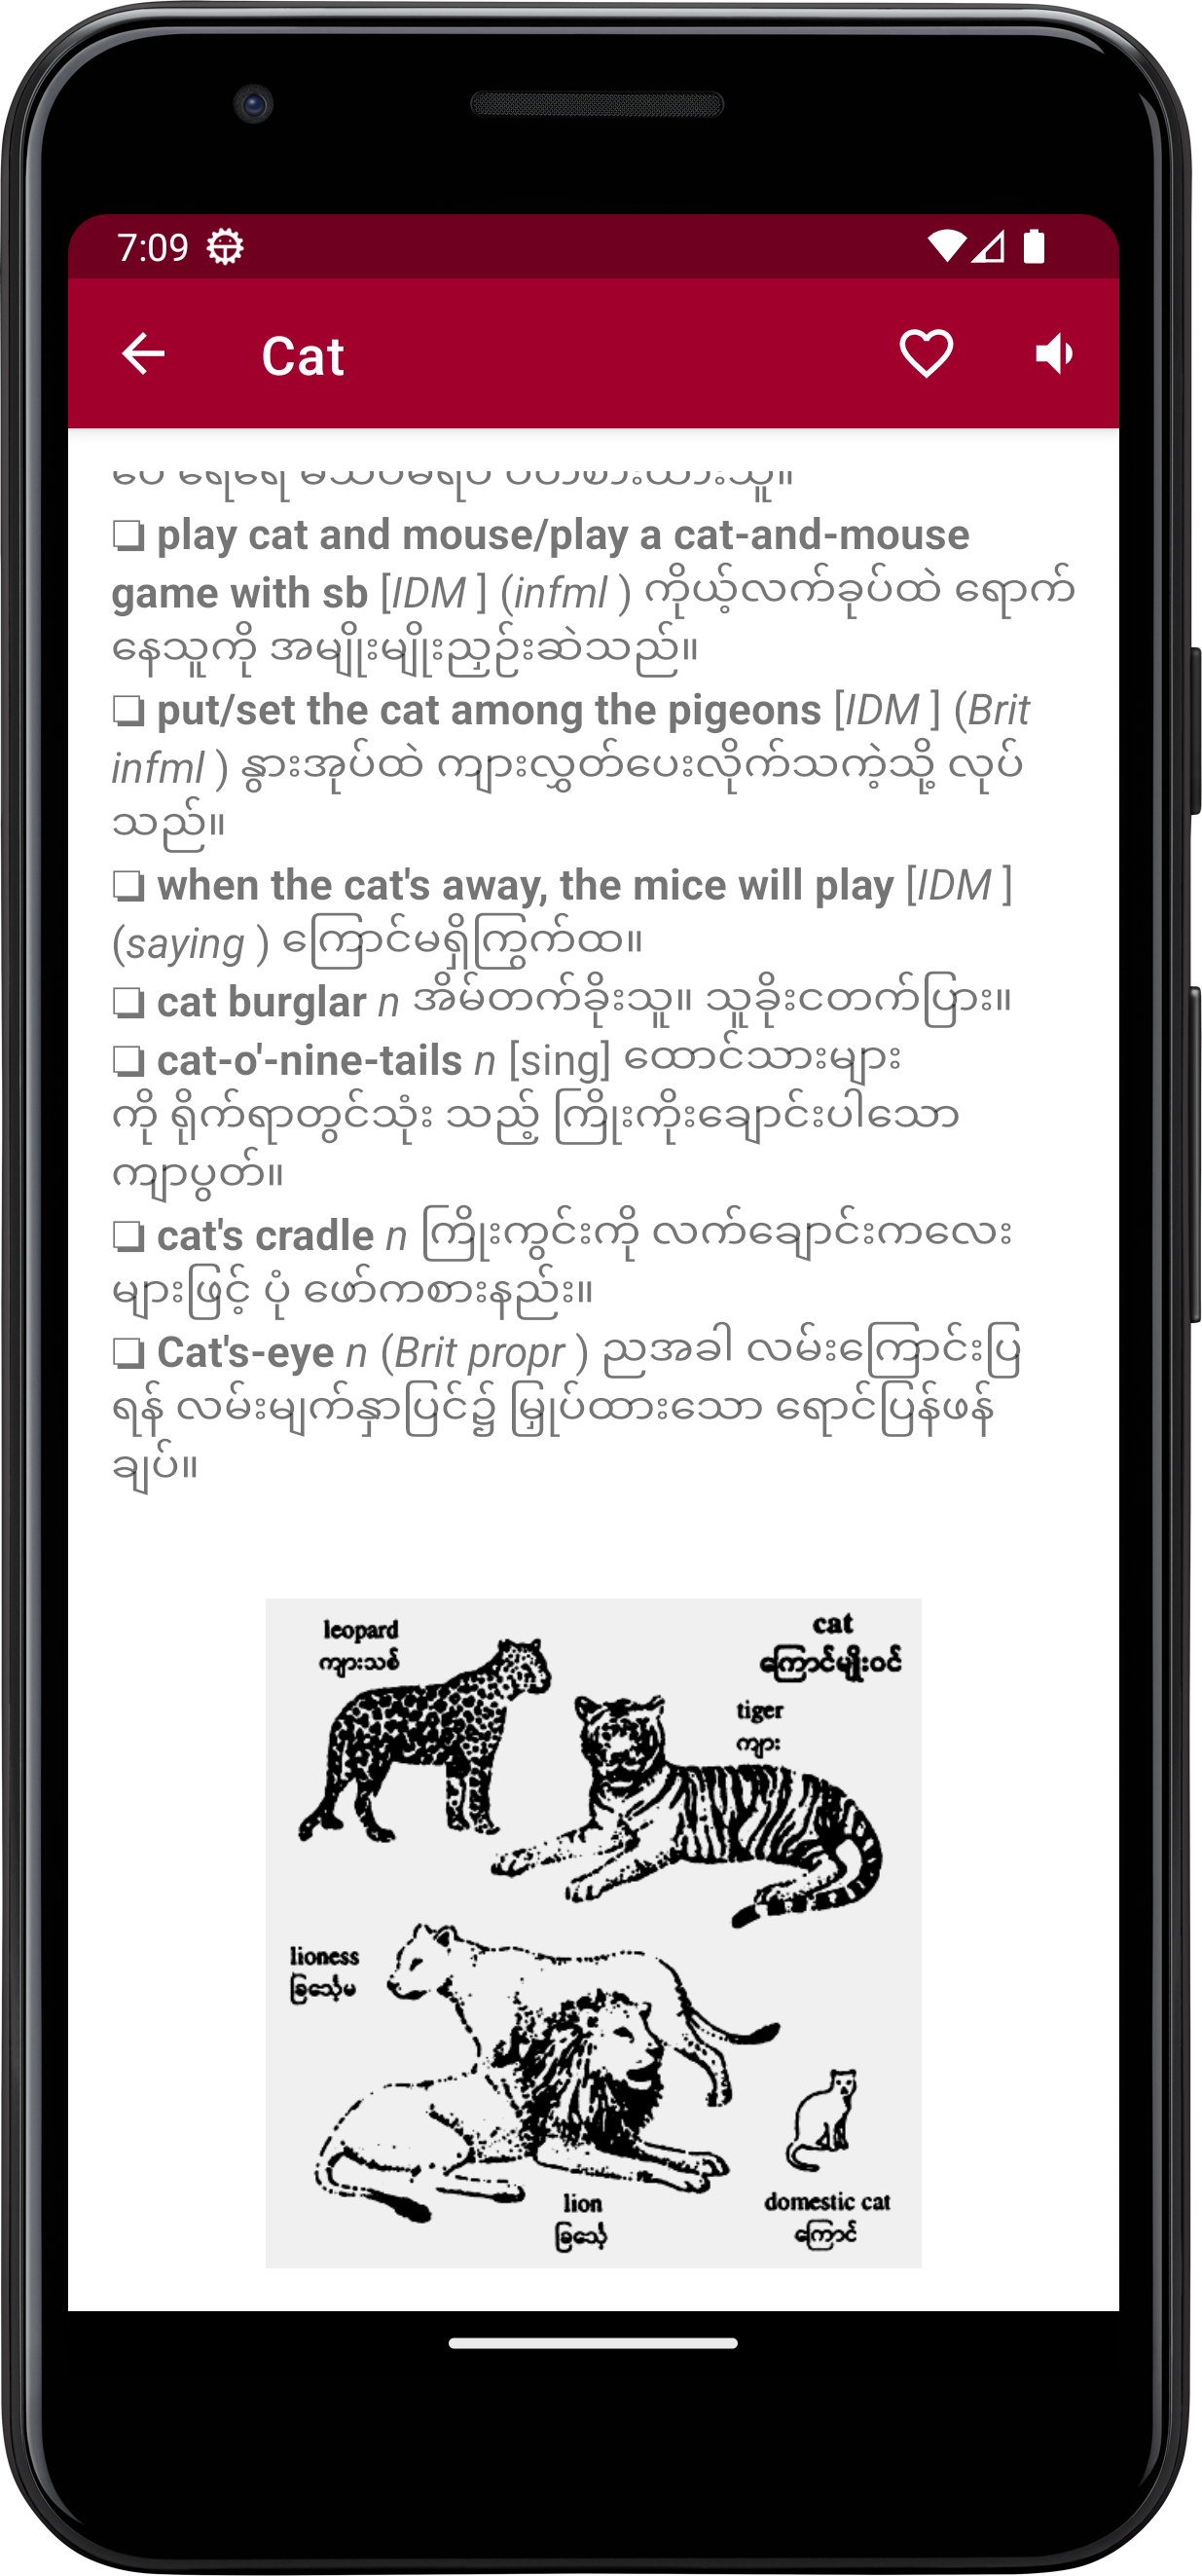 7:09
Cat
❏ play cat and mouse/play a cat-and-mouse
game with sb [IDM ] (infml ) ကိုယ့်လက်ခုပ်ထဲ ရောက်
နေသူကို အမျိုးမျိုးညှဉ်းဆဲသည်။
❏ put/set the cat among the pigeons [IDM ] (Brit
infml ) နွားအုပ်ထဲ ကျားလွှတ်ပေးလိုက်သကဲ့သို့ လုပ်
သည်။
❏ when the cat's away, the mice will play [IDM ]
(saying ) ကြောင်မရှိကြွက်ထ။
❏ cat burglar n အိမ်တက်ခိုးသူ။ သူခိုးငတက်ပြား။
❏ cat-o'-nine-tails n [sing] ထောင်သားများ
ကို ရိုက်ရာတွင်သုံး သည့် ကြိုးကိုးချောင်းပါသော
ကျာပွတ်။
❏ cat's cradle n ကြိုးကွင်းကို လက်ချောင်းကလေး
များဖြင့် ပုံ ဖော်ကစားနည်း။
❏ Cat's-eye n (Brit propr ) ညအခါ လမ်းကြောင်းပြ
ရန် လမ်းမျက်နှာပြင်၌ မြှုပ်ထားသော ရောင်ပြန်ဖန်
ချပ်။
leopard
ကျားသစ်
cat
ကြောင်မျိုးဝင်
tiger
ကျား
lioness
ခြင်္သေ့မ
lion
ခြင်္သေ့
domestic cat
ကြောင်